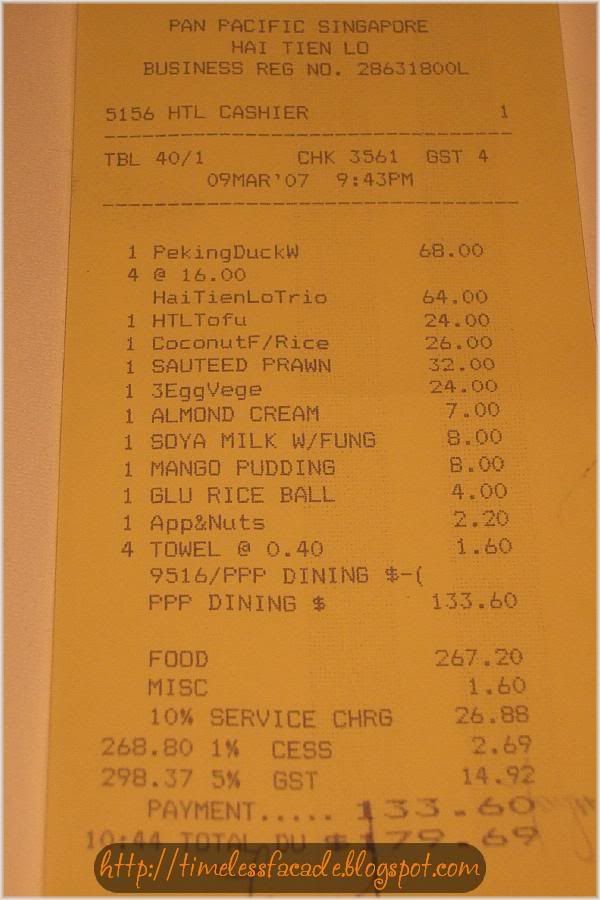 PAN PACIFIC SINGAPORE
HAI TIEN LO
BUSINESS REG NO. 28631800L
5156 HTL CASHIER 1
TBL 40/1 CHK 3561 GST 4
09MAR'07 9:43PM
1 PekingDuckW 68.00
4 @ 16.00
HaiTienLoTrio 64.00
1 HTLTofu 24.00
1 CoconutF/Rice 26.00
1 SAUTEED PRAWN 32.00
1 3EggVege 24.00
1 ALMOND CREAM 7.00
1 SOYA MILK W/FUNG 8.00
1 MANGO PUDDING 8.00
1 GLU RICE BALL 4.00
1 App&Nuts 2.20
4 TOWEL @ 0.40 1.60
9516/PPP DINING $-(
PPP DINING $ 133.60
FOOD 267.20
MISC 1.60
10% SERVICE CHRG 26.88
268.80 1% CESS 2.69
298.37 5% GST 14.92
PAYMENT..... 133.60
10:44 TOTAL DU $179.69
http://timelessfacade.blogspot.com